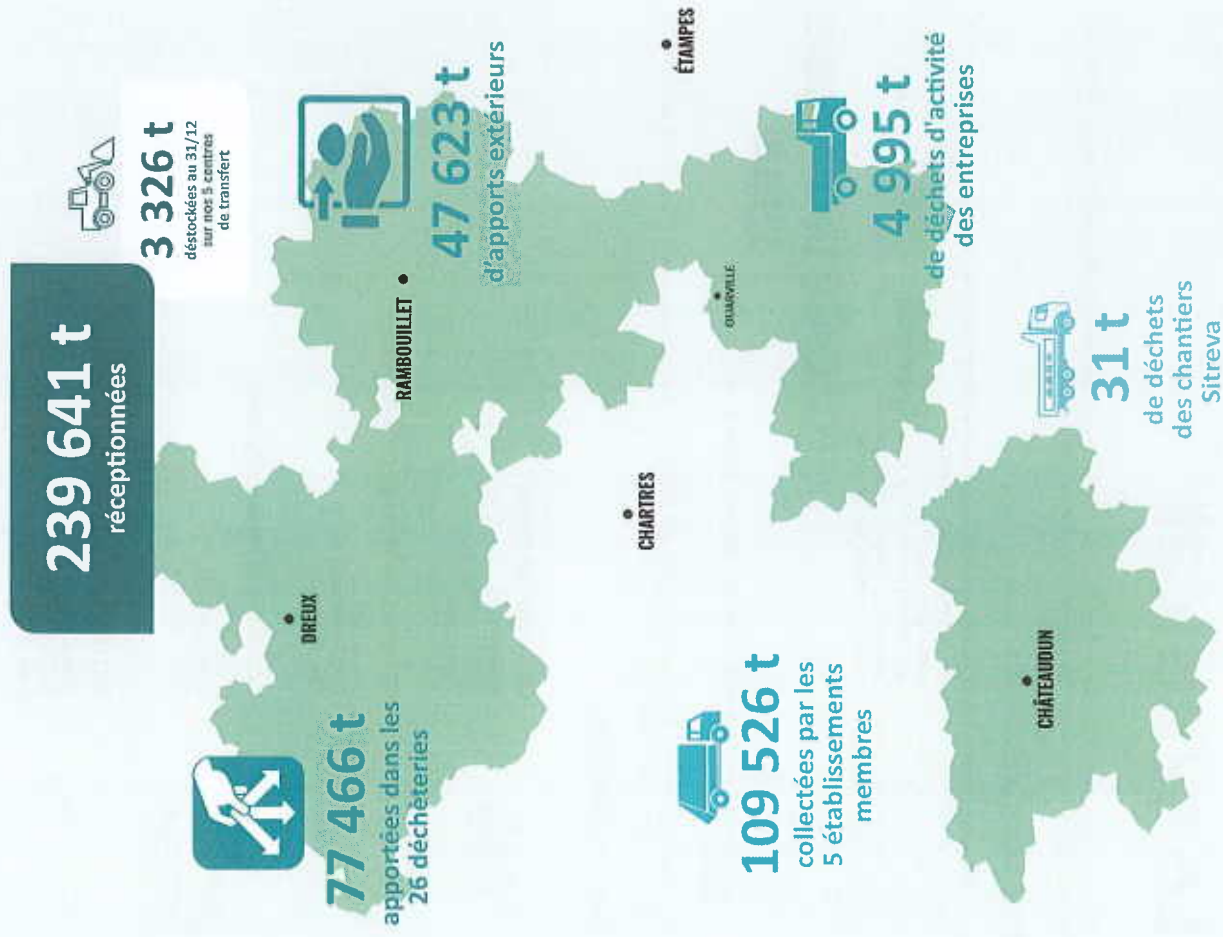 239 641 t
réceptionnées
3 326 t
déstockées au 31/12
sur nos 5 centres
de transfert
77 466 t
apportées dans les
26 déchèteries
DREUX
RAMBOUILLET
47 623 t
d'apports extérieurs
ÉTAMPES
109 526 t
collectées par les
5 établissements
membres
CHARTRES
OUARVILLE
4 995 t
de déchets d'activité
des entreprises
CHÂTEAUDUN
31 t
de déchets
des chantiers
Sitreva